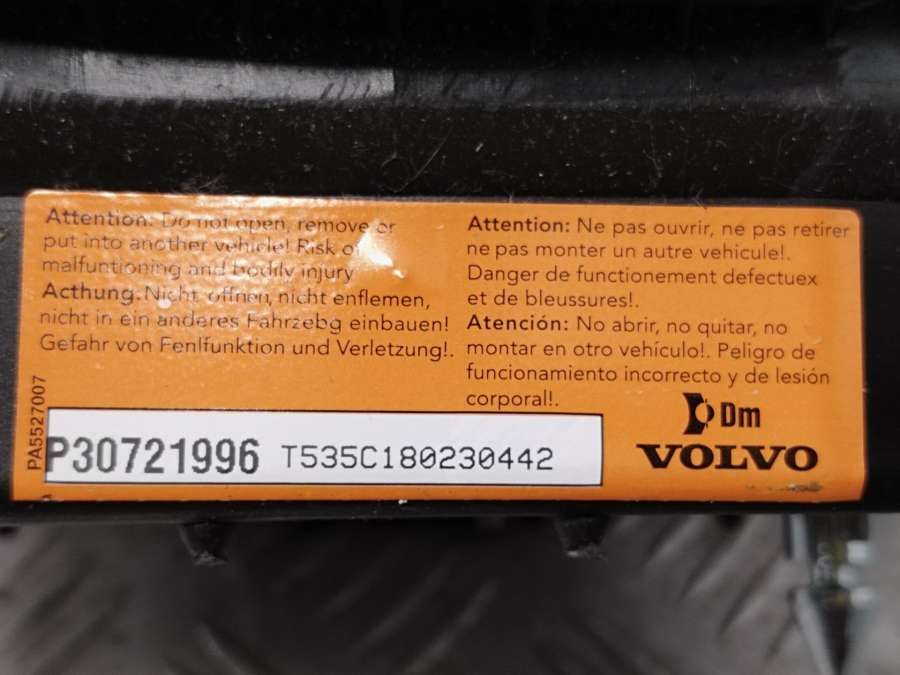 Attention: Do not open, remove or
put into another vehicle! Risk of
malfuntioning and bodily injury
Acthung: Nicht offnen, nicht enflemen,
nicht in ein anderes Fahrzebg einbauen!
Gefahr von Fenlfunktion und Verletzung!.
Attention: Ne pas ouvrir, ne pas retirer
ne pas monter un autre vehicule!.
Danger de functionement defectuex
et de bleussures!.
Atención: No abrir, no quitar, no
montar en otro vehículo!. Peligro de
funcionamiento incorrecto y de lesión
corporal!.
PA5527007
P30721996 T535C180230442
Dm
VOLVO